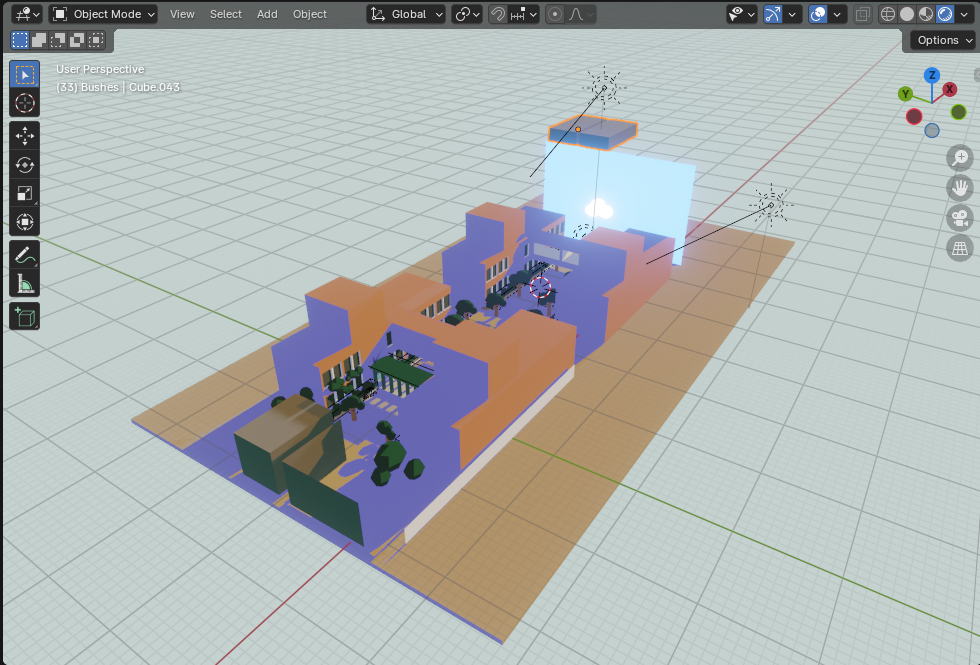 Object Mode View Select Add Object Global
Options
User Perspective
(33) Bushes | Cube.043
Z
Y X